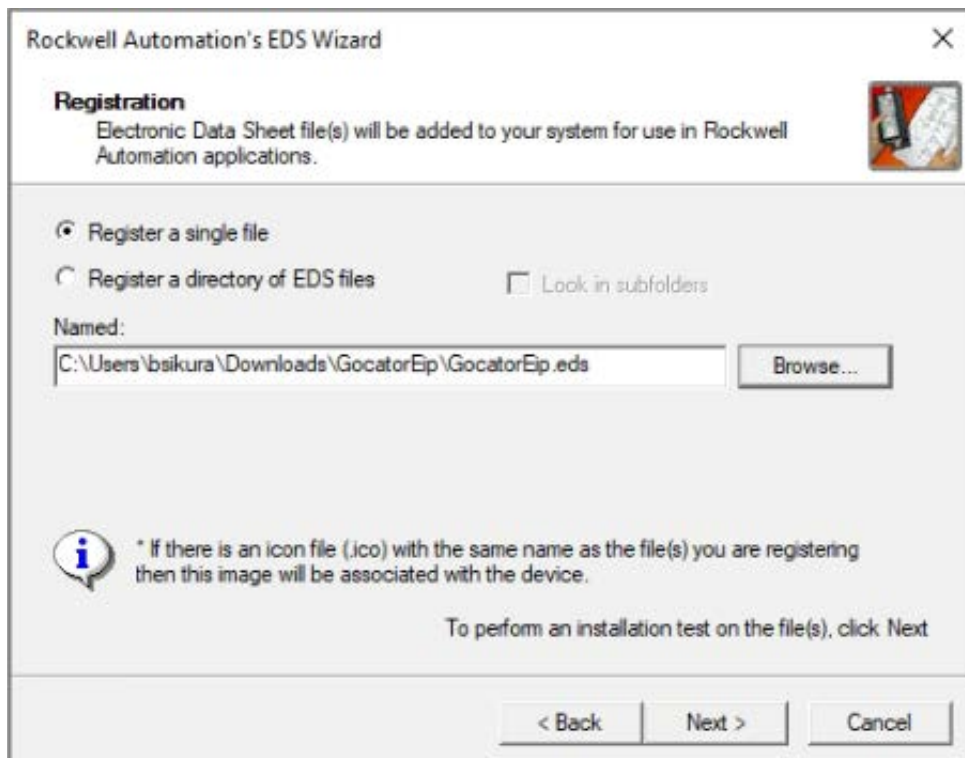 Rockwell Automation's EDS Wizard
Registration
Electronic Data Sheet file(s) will be added to your system for use in Rockwell
Automation applications.
Register a single file
Register a directory of EDS files
Look in subfolders
Named:
C:\Users\bsikura\Downloads\GocatorEip\GocatorEip.eds
Browse...
* If there is an icon file (.ico) with the same name as the file(s) you are registering
then this image will be associated with the device.
To perform an installation test on the file(s), click Next
< Back
Next >
Cancel